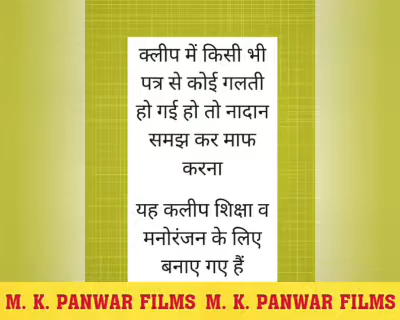 क्लीप में किसी भी
पत्र से कोई गलती
हो गई हो तो नादान
समझ कर माफ
करना
यह कलीप शिक्षा व
मनोरंजन के लिए
बनाए गए हैं
M. K. PANWAR FILMS M. K. PANWAR FILMS